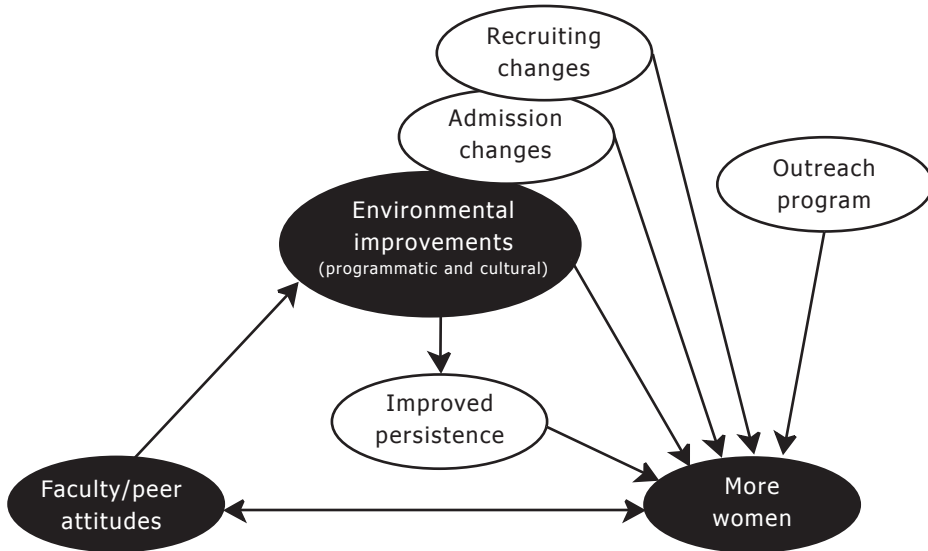 Recruiting
changes
Admission
changes
Outreach
program
Environmental
improvements
(programmatic and cultural)
Improved
persistence
Faculty/peer
attitudes
More
women